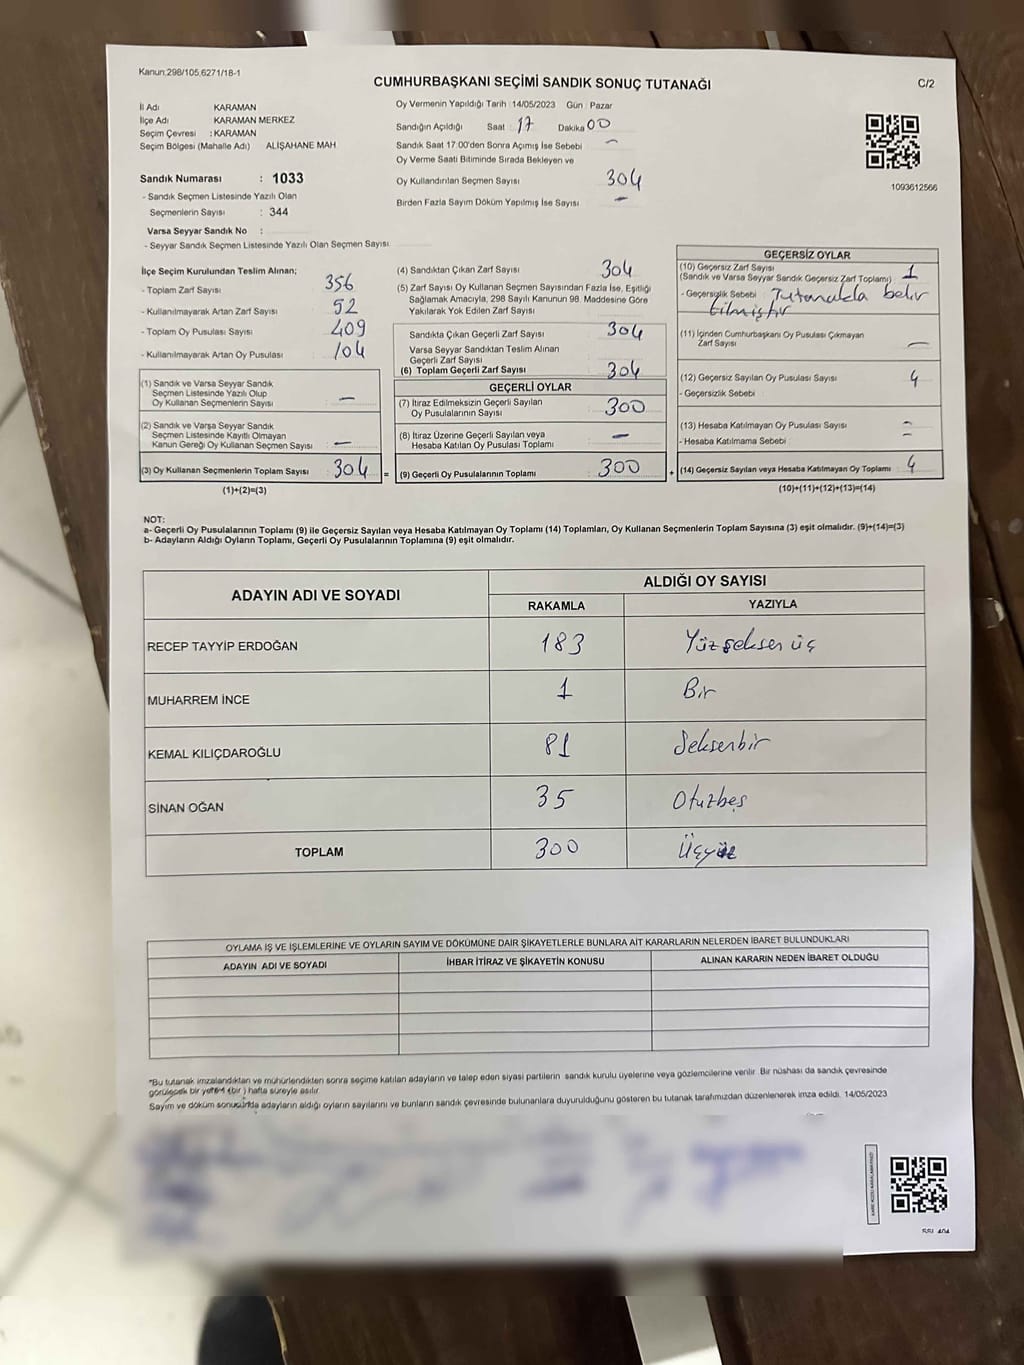 Kanun:298/105,6271/18-1
CUMHURBAŞKANI SEÇİMİ SANDIK SONUÇ TUTANAĞI
C/2
İl Adı KARAMAN
İlçe Adı KARAMAN MERKEZ
Seçim Çevresi : KARAMAN
Seçim Bölgesi (Mahalle Adı) ALİŞAHANE MAH
Sandık Numarası : 1033
- Sandık Seçmen Listesinde Yazılı Olan
Seçmenlerin Sayısı : 344
Varsa Seyyar Sandık No :
- Seyyar Sandık Seçmen Listesinde Yazılı Olan Seçmen Sayısı
Oy Vermenin Yapıldığı Tarih :14/05/2023 Gün : Pazar
Sandığın Açıldığı Saat : 17 Dakika 00
Sandık Saat 17.00'den Sonra Açımış İse Sebebi –
Oy Verme Saati Bitiminde Sırada Bekleyen ve
Oy Kullandırılan Seçmen Sayısı 304
Birden Fazla Sayım Döküm Yapılmış İse Sayısı –
1093612566
İlçe Seçim Kurulundan Teslim Alınan;
- Toplam Zarf Sayısı : 356
- Kullanılmayarak Artan Zarf Sayısı : 52
- Toplam Oy Pusulası Sayısı : 409
- Kullanılmayarak Artan Oy Pusulası : 104
(1) Sandık ve Varsa Seyyar Sandık
Seçmen Listesinde Yazılı Olup
Oy Kullanan Seçmenlerin Sayısı : –
(2) Sandık ve Varsa Seyyar Sandık
Seçmen Listesinde Kayıtlı Olmayan
Kanun Gereği Oy Kullanan Seçmen Sayısı : –
(3) Oy Kullanan Seçmenlerin Toplam Sayısı : 304 =
(1)+(2)=(3)
(4) Sandıktan Çıkan Zarf Sayısı 304
(5) Zarf Sayısı Oy Kullanan Seçmen Sayısından Fazla İse, Eşitliği
Sağlamak Amacıyla, 298 Sayılı Kanunun 98. Maddesine Göre
Yakılarak Yok Edilen Zarf Sayısı
Sandıkta Çıkan Geçerli Zarf Sayısı 304
Varsa Seyyar Sandıktan Teslim Alınan
Geçerli Zarf Sayısı
(6) Toplam Geçerli Zarf Sayısı 304
GEÇERLİ OYLAR
(7) İtiraz Edilmeksizin Geçerli Sayılan
Oy Pusulalarının Sayısı 300
(8) İtiraz Üzerine Geçerli Sayılan veya
Hesaba Katılan Oy Pusulası Toplamı –
(9) Geçerli Oy Pusulalarının Toplamı 300 +
GEÇERSİZ OYLAR
(10) Geçersiz Zarf Sayısı
(Sandık ve Varsa Seyyar Sandık Geçersiz Zarf Toplamı) 1
- Geçersizlik Sebebi : Tutanakla belir
tilmiştir
(11) İçinden Cumhurbaşkanı Oy Pusulası Çıkmayan
Zarf Sayısı –
(12) Geçersiz Sayılan Oy Pusulası Sayısı 4
- Geçersizlik Sebebi :
(13) Hesaba Katılmayan Oy Pusulası Sayısı –
- Hesaba Katılmama Sebebi –
(14) Geçersiz Sayılan veya Hesaba Katılmayan Oy Toplamı 4
(10)+(11)+(12)+(13)=(14)
NOT:
a- Geçerli Oy Pusulalarının Toplamı (9) ile Geçersiz Sayılan veya Hesaba Katılmayan Oy Toplamı (14) Toplamları, Oy Kullanan Seçmenlerin Toplam Sayısına (3) eşit olmalıdır. (9)+(14)=(3)
b- Adayların Aldığı Oyların Toplamı, Geçerli Oy Pusulalarının Toplamına (9) eşit olmalıdır.
ADAYIN ADI VE SOYADI ALDIĞI OY SAYISI
RAKAMLA YAZIYLA
RECEP TAYYİP ERDOĞAN 183 Yüzseksen üç
MUHARREM İNCE 1 Bir
KEMAL KILIÇDAROĞLU 81 Seksenbir
SİNAN OĞAN 35 Otuzbeş
TOPLAM 300 Üçyüz
OYLAMA İŞ VE İŞLEMLERİNE VE OYLARIN SAYIM VE DÖKÜMÜNE DAİR ŞİKAYETLERLE BUNLARA AİT KARARLARIN NELERDEN İBARET BULUNDUKLARI
ADAYIN ADI VE SOYADI İHBAR İTİRAZ VE ŞİKAYETİN KONUSU ALINAN KARARIN NEDEN İBARET OLDUĞU
*Bu tutanak imzalandıktan ve mühürlendikten sonra seçime katılan adayların ve talep eden siyasi partilerin sandık kurulu üyelerine veya gözlemcilerine verilir. Bir nüshası da sandık çevresinde
görülecek bir yere 1 (bir ) hafta süreyle asılır
Sayım ve döküm sonucunda adayların aldığı oyların sayılarını ve bunların sandık çevresinde bulunanlara duyurulduğunu gösteren bu tutanak tarafımızdan düzenlenerek imza edildi. 14/05/2023